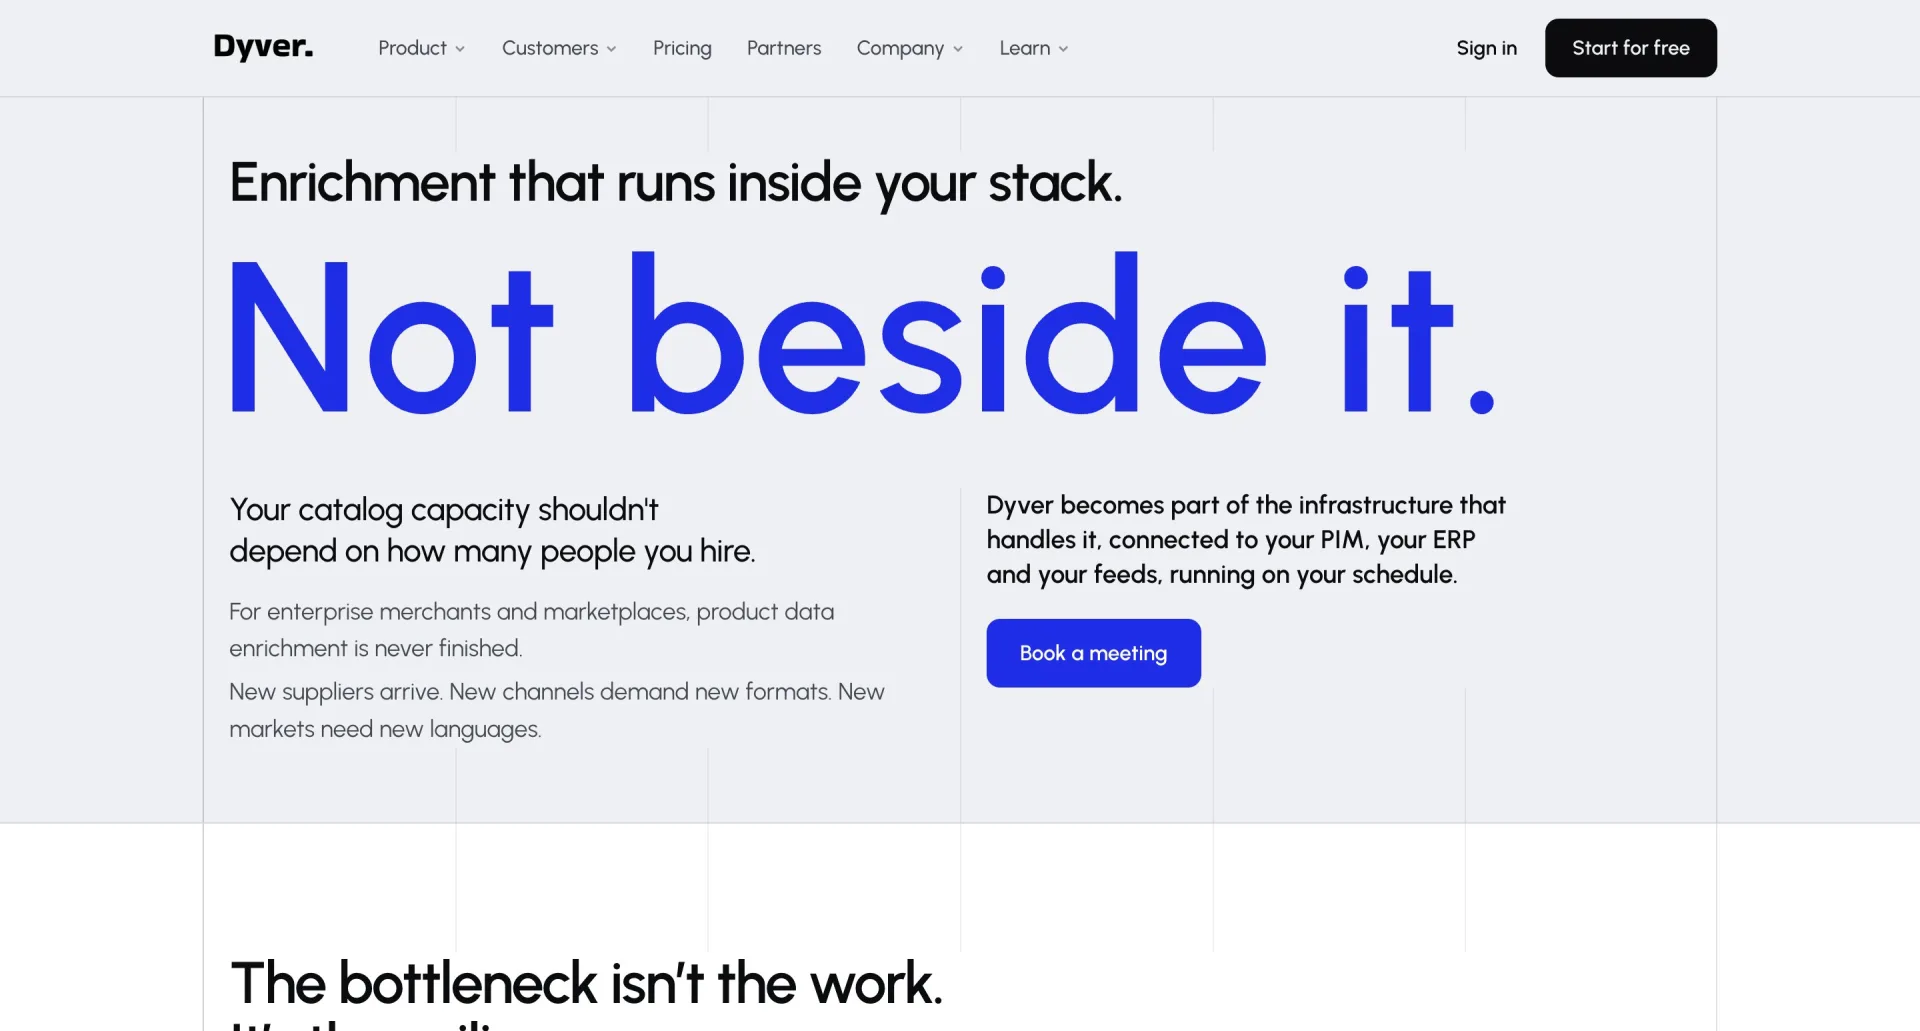 Dyver.
Product
Customers
Pricing
Partners
Company
Learn
Sign in
Start for free
Enrichment that runs inside your stack.
Not beside it.
Your catalog capacity shouldn't
depend on how many people you hire.
For enterprise merchants and marketplaces, product data
enrichment is never finished.
New suppliers arrive. New channels demand new formats. New
markets need new languages.
Dyver becomes part of the infrastructure that
handles it, connected to your PIM, your ERP
and your feeds, running on your schedule.
Book a meeting
The bottleneck isn’t the work.